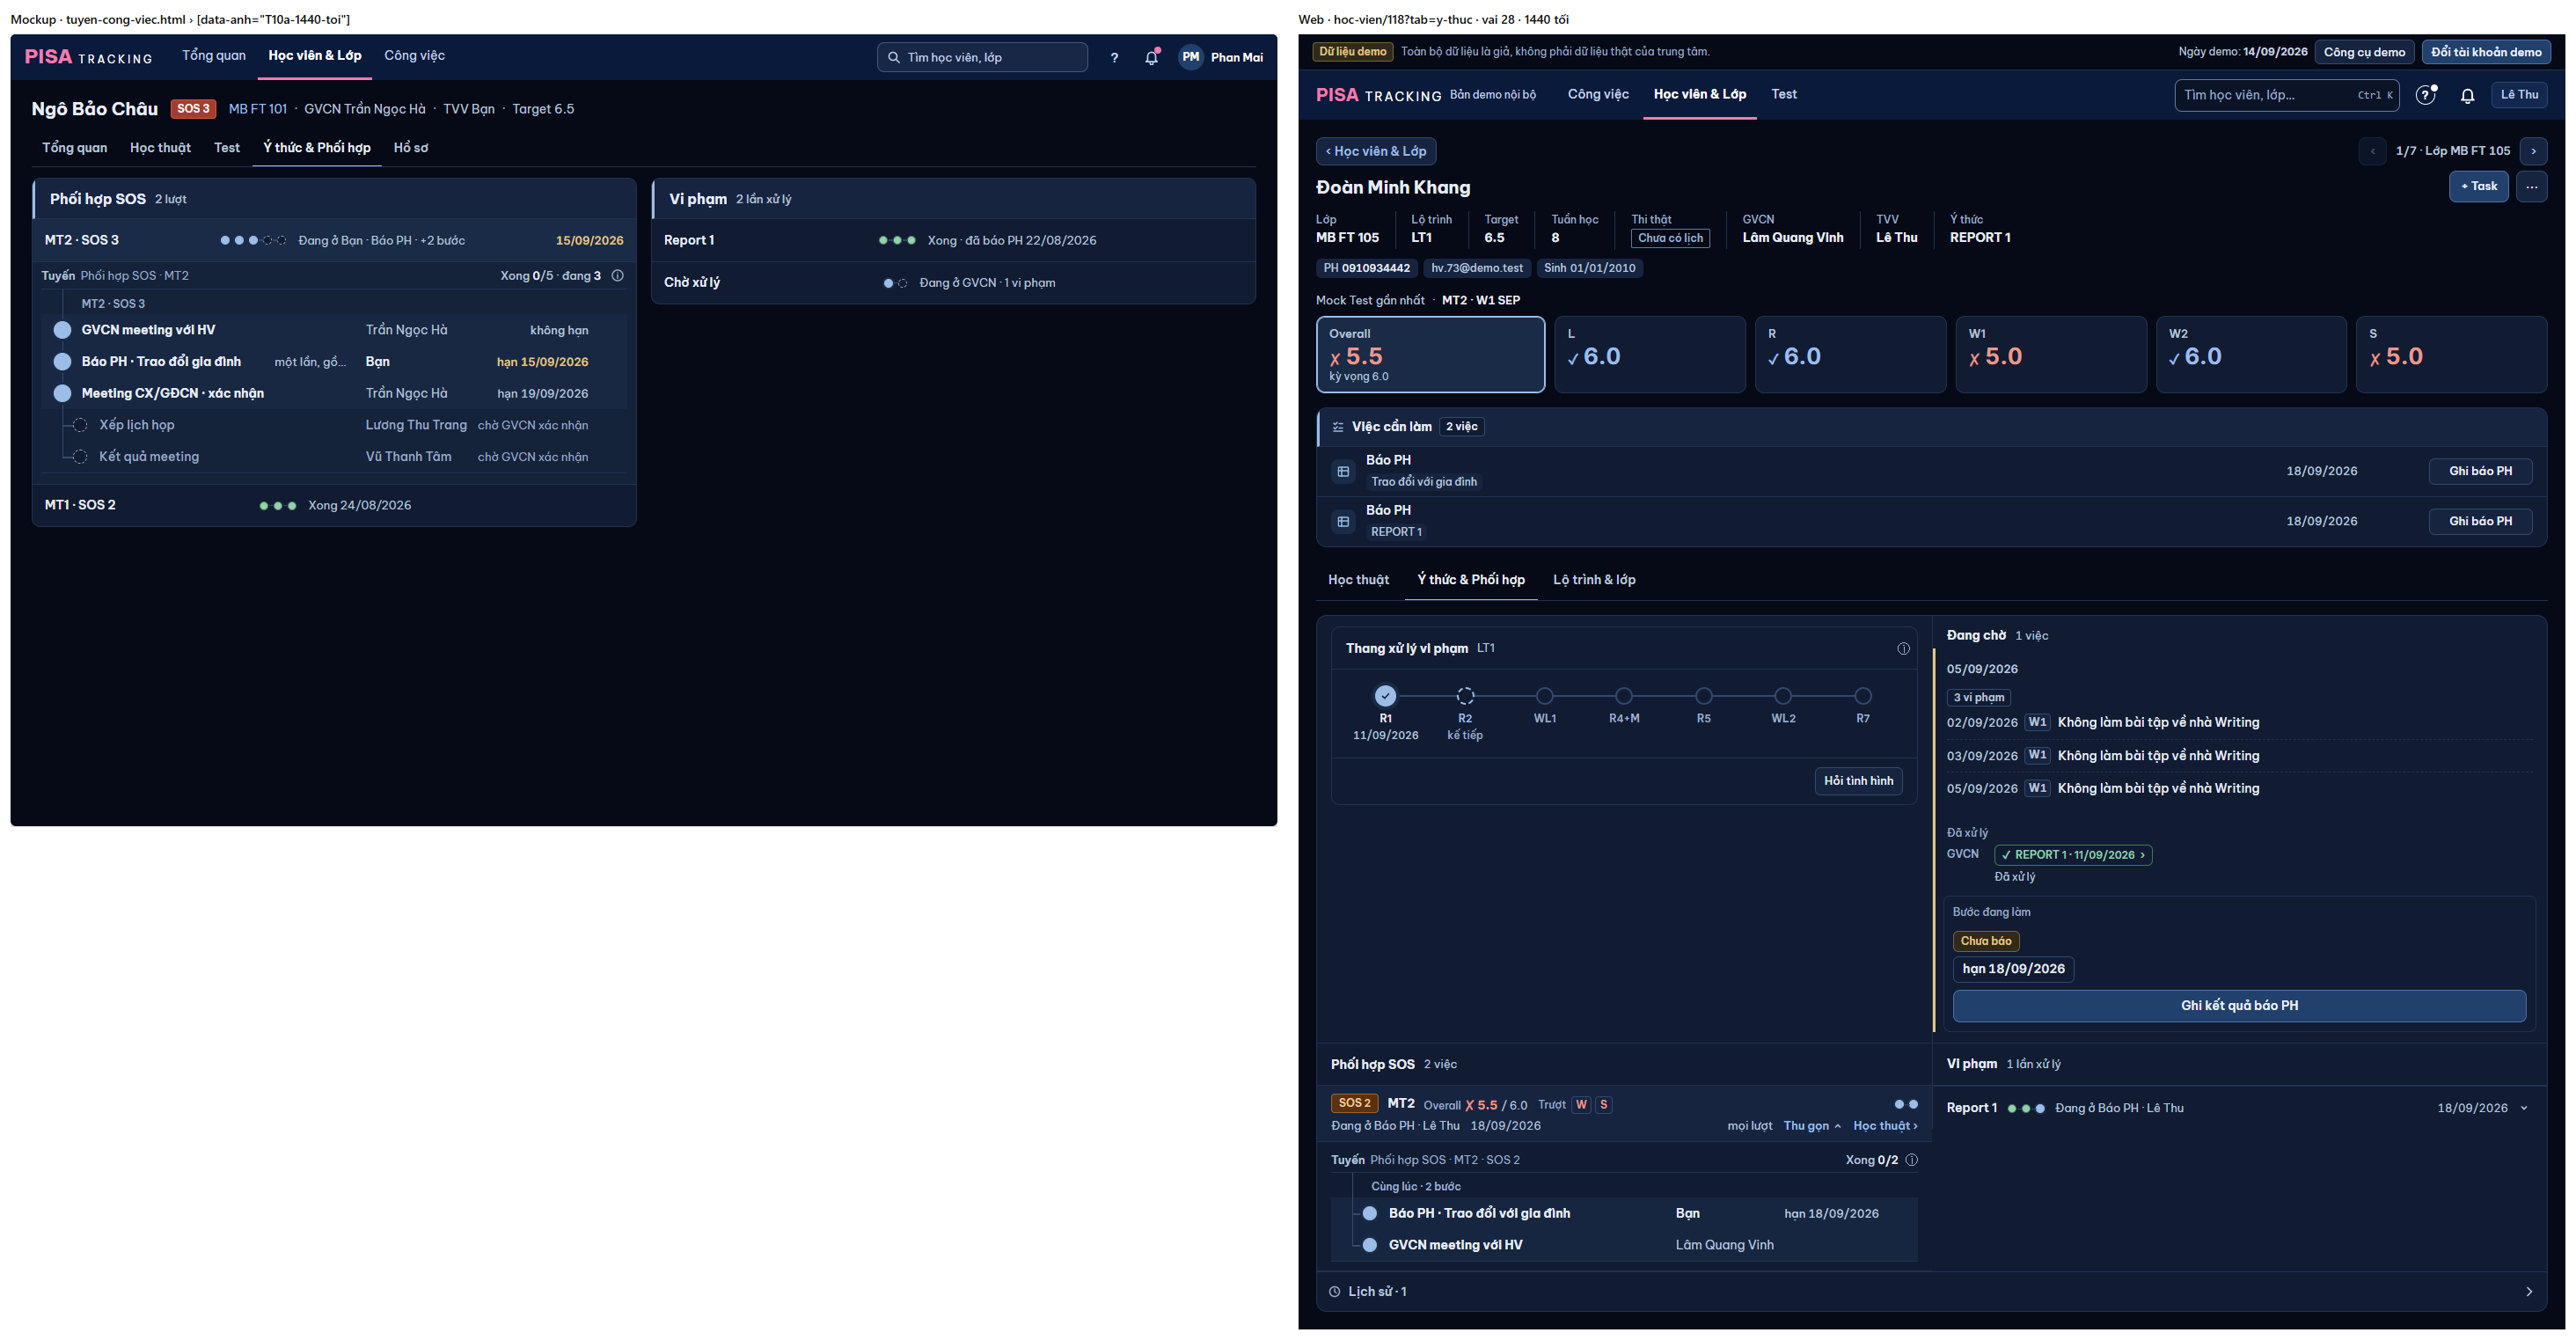 Mockup · tuyen-cong-viec.html › [data-anh="T10a-1440-toi"]
PISA TRACKING Tổng quan Học viên & Lớp Công việc Tìm học viên, lớp ? PM Phan Mai
Ngô Bảo Châu SOS 3 MB FT 101 · GVCN Trần Ngọc Hà · TVV Bạn · Target 6.5
Tổng quan Học thuật Test Ý thức & Phối hợp Hồ sơ
Phối hợp SOS 2 lượt
MT2 · SOS 3 Đang ở Bạn · Báo PH · +2 bước 15/09/2026
Tuyến Phối hợp SOS · MT2 Xong 0/5 · đang 3
MT2 · SOS 3
GVCN meeting với HV Trần Ngọc Hà không hạn
Báo PH · Trao đổi gia đình một lần, gồ... Bạn hạn 15/09/2026
Meeting CX/GĐCN · xác nhận Trần Ngọc Hà hạn 19/09/2026
Xếp lịch họp Lương Thu Trang chờ GVCN xác nhận
Kết quả meeting Vũ Thanh Tâm chờ GVCN xác nhận
MT1 · SOS 2 Xong 24/08/2026
Vi phạm 2 lần xử lý
Report 1 Xong · đã báo PH 22/08/2026
Chờ xử lý Đang ở GVCN · 1 vi phạm
Web · hoc-vien/118?tab=y-thuc · vai 28 · 1440 tối
Dữ liệu demo Toàn bộ dữ liệu là giả, không phải dữ liệu thật của trung tâm. Ngày demo: 14/09/2026 Công cụ demo Đổi tài khoản demo
PISA TRACKING Bản demo nội bộ Công việc Học viên & Lớp Test Tìm học viên, lớp... Ctrl K ? Lê Thu
‹ Học viên & Lớp ‹ 1/7 · Lớp MB FT 105 ›
Đoàn Minh Khang + Task ...
Lớp Lộ trình Target Tuần học Thi thật GVCN TVV Ý thức
MB FT 105 LT1 6.5 8 Chưa có lịch Lâm Quang Vinh Lê Thu REPORT 1
PH 0910934442 hv.73@demo.test Sinh 01/01/2010
Mock Test gần nhất · MT2 · W1 SEP
Overall L R W1 W2 S
✗ 5.5 ✓ 6.0 ✓ 6.0 ✗ 5.0 ✓ 6.0 ✗ 5.0
kỳ vọng 6.0
Việc cần làm 2 việc
Báo PH
Trao đổi với gia đình 18/09/2026 Ghi báo PH
Báo PH
REPORT 1 18/09/2026 Ghi báo PH
Học thuật Ý thức & Phối hợp Lộ trình & lớp
Thang xử lý vi phạm LT1
R1 R2 WL1 R4+M R5 WL2 R7
11/09/2026 kế tiếp
Hỏi tình hình
Đang chờ 1 việc
05/09/2026
3 vi phạm
02/09/2026 W1 Không làm bài tập về nhà Writing
03/09/2026 W1 Không làm bài tập về nhà Writing
05/09/2026 W1 Không làm bài tập về nhà Writing
Đã xử lý
GVCN ✓ REPORT 1 · 11/09/2026 ›
Đã xử lý
Bước đang làm
Chưa báo
hạn 18/09/2026
Ghi kết quả báo PH
Phối hợp SOS 2 việc
SOS 2 MT2 Overall ✗ 5.5 / 6.0 Trượt W S
Đang ở Báo PH · Lê Thu 18/09/2026 mọi lượt Thu gọn Học thuật ›
Tuyến Phối hợp SOS · MT2 · SOS 2 Xong 0/2
Cùng lúc · 2 bước
Báo PH · Trao đổi với gia đình Bạn hạn 18/09/2026
GVCN meeting với HV Lâm Quang Vinh
Vi phạm 1 lần xử lý
Report 1 Đang ở Báo PH · Lê Thu 18/09/2026
Lịch sử · 1